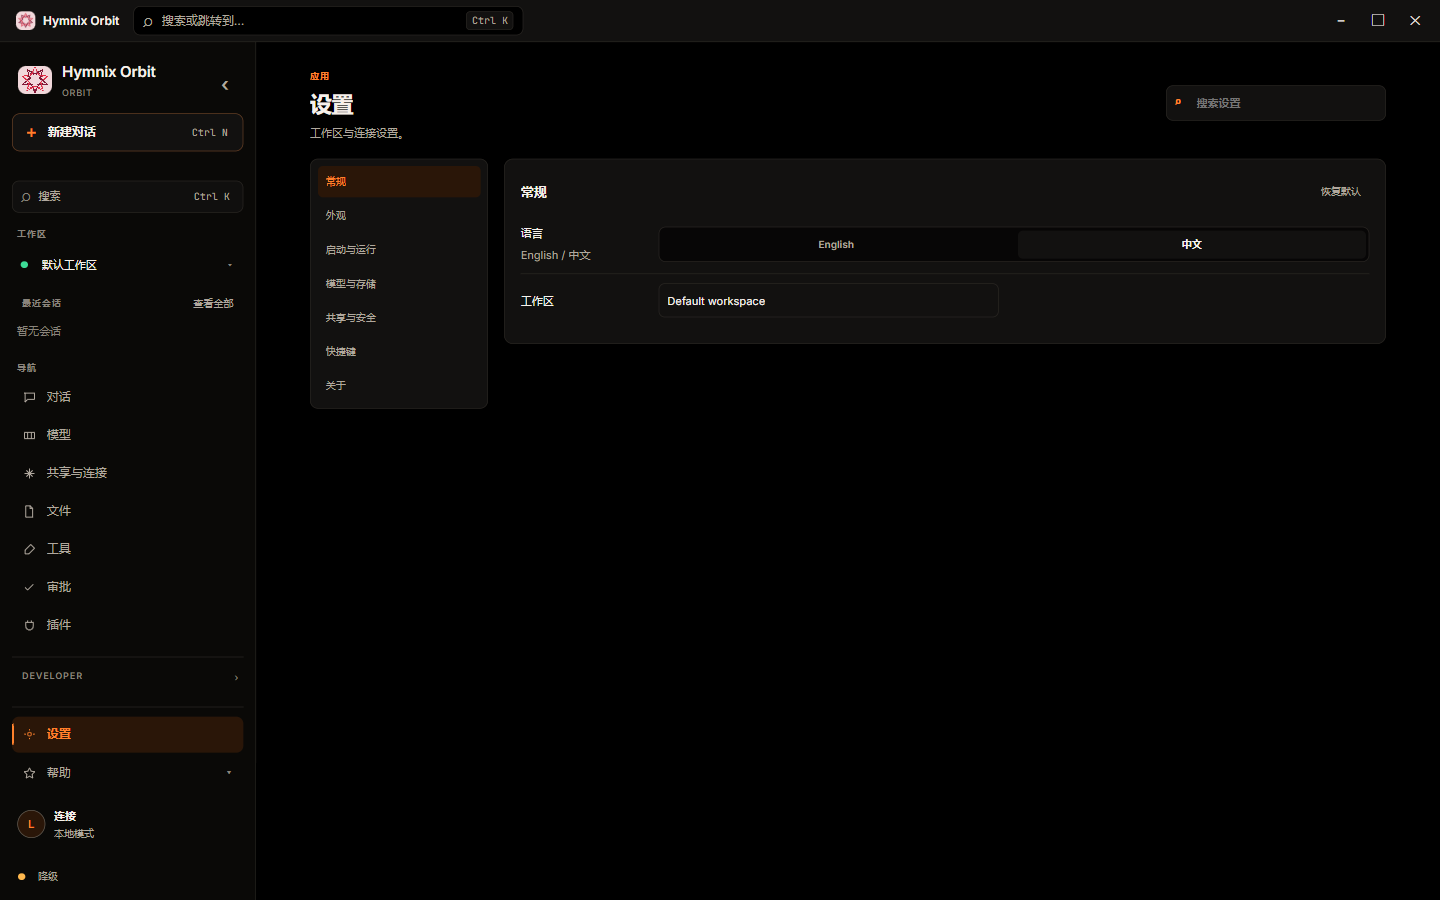 Hymnix Orbit
搜索或跳转到...
Ctrl K
Hymnix Orbit
ORBIT
新建对话
Ctrl N
搜索
Ctrl K
工作区
默认工作区
最近会话
查看全部
暂无会话
导航
对话
模型
共享与连接
文件
工具
审批
插件
DEVELOPER
设置
帮助
L
连接
本地模式
降级
应用
设置
工作区与连接设置。
搜索设置
常规
外观
启动与运行
模型与存储
共享与安全
快捷键
关于
常规
恢复默认
语言
English / 中文
English
中文
工作区
Default workspace